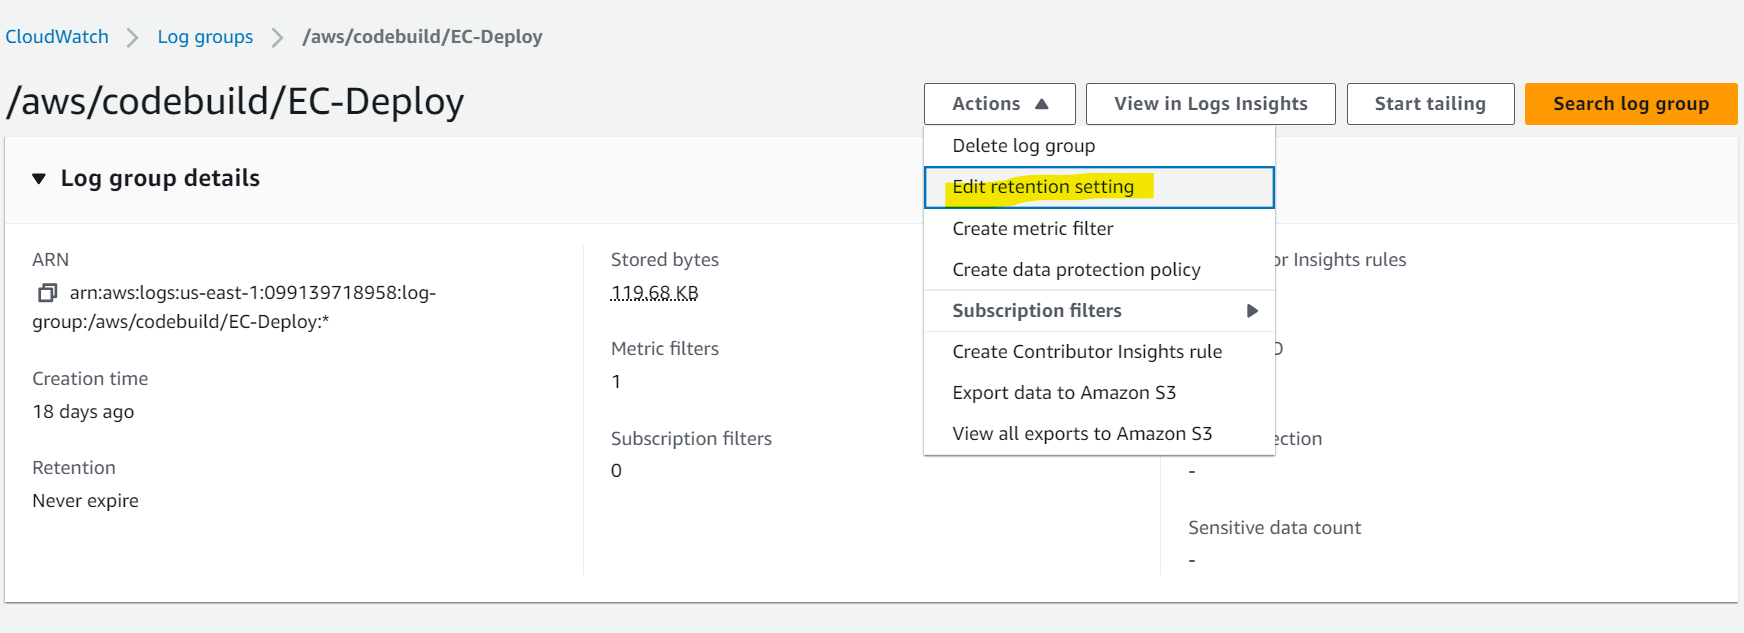 CloudWatch > Log groups > /aws/codebuild/EC-Deploy
/aws/codebuild/EC-Deploy
Actions
View in Logs Insights
Start tailing
Search log group
Delete log group
Edit retention setting
Create metric filter
Create data protection policy
Subscription filters
Create Contributor Insights rule
Export data to Amazon S3
View all exports to Amazon S3
Log group details
ARN
arn:aws:logs:us-east-1:099139718958:log-
group:/aws/codebuild/EC-Deploy:*
Creation time
18 days ago
Retention
Never expire
Stored bytes
119.68 KB
Metric filters
1
Subscription filters
0
Insights rules
-
Sensitive data count
-